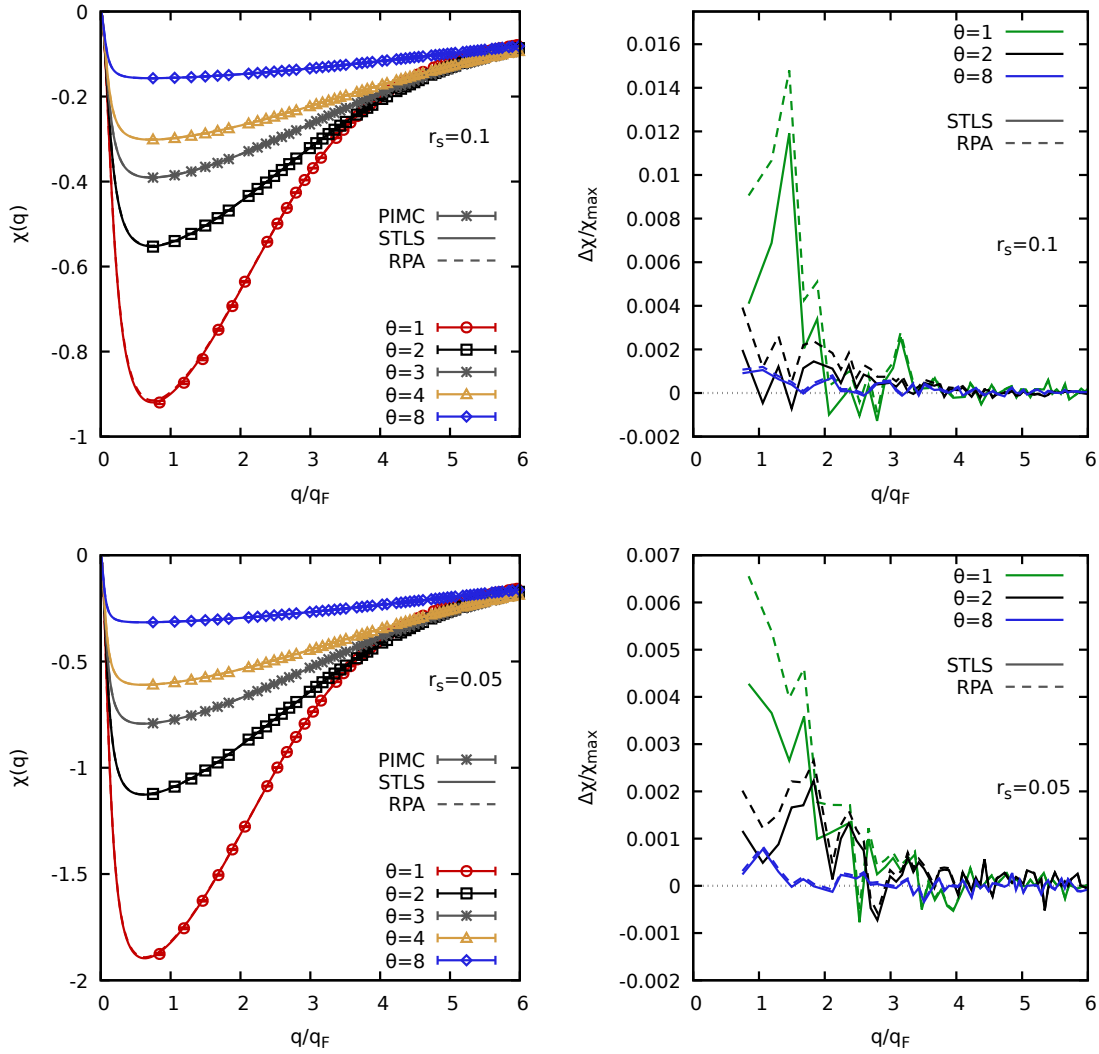 0
-0.2
-0.4
-0.6
-0.8
-1
χ(q)
r_s=0.1
PIMC
STLS
RPA
θ=1
θ=2
θ=3
θ=4
θ=8
0 1 2 3 4 5 6
q/q_F
0.016
0.014
0.012
0.01
0.008
0.006
0.004
0.002
0
-0.002
Δχ/χ_max
θ=1
θ=2
θ=8
STLS
RPA
r_s=0.1
0 1 2 3 4 5 6
q/q_F
0
-0.5
-1
-1.5
-2
χ(q)
r_s=0.05
PIMC
STLS
RPA
θ=1
θ=2
θ=3
θ=4
θ=8
0 1 2 3 4 5 6
q/q_F
0.007
0.006
0.005
0.004
0.003
0.002
0.001
0
-0.001
-0.002
Δχ/χ_max
θ=1
θ=2
θ=8
STLS
RPA
r_s=0.05
0 1 2 3 4 5 6
q/q_F